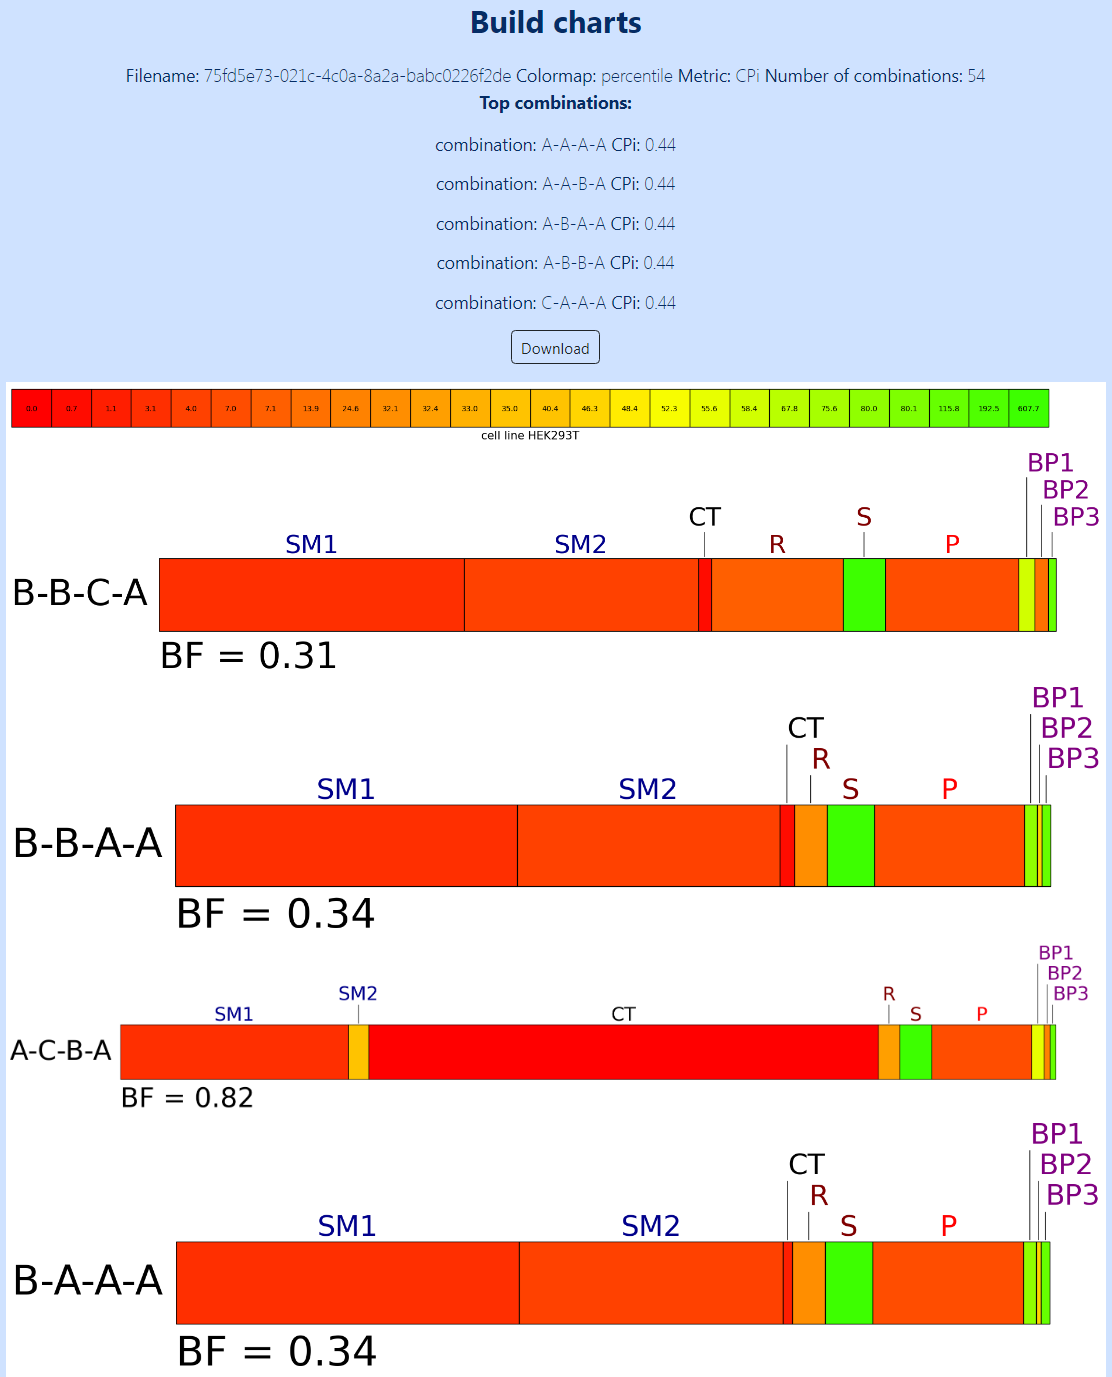 Build charts
Filename: 75fd5e73-021c-4c0a-8a2a-babc0226f2de Colormap: percentile Metric: CPi Number of combinations: 54
Top combinations:
combination: A-A-A-A CPi: 0.44
combination: A-A-B-A CPi: 0.44
combination: A-B-A-A CPi: 0.44
combination: A-B-B-A CPi: 0.44
combination: C-A-A-A CPi: 0.44
Download
0.0 0.7 1.1 3.1 4.0 7.0 7.1 13.9 24.6 32.1 32.4 33.0 35.0 40.4 46.3 48.4 52.3 55.6 58.4 67.8 75.6 80.0 80.1 115.8 192.5 607.7
cell line HEK293T
BP1
BP2
CT S BP3
SM1 SM2 R P
B-B-C-A
BF = 0.31
BP1
CT BP2
R BP3
SM1 SM2 S P
B-B-A-A
BF = 0.34
BP1
BP2
SM2 R BP3
SM1 CT S P
A-C-B-A
BF = 0.82
BP1
CT BP2
R BP3
SM1 SM2 S P
B-A-A-A
BF = 0.34